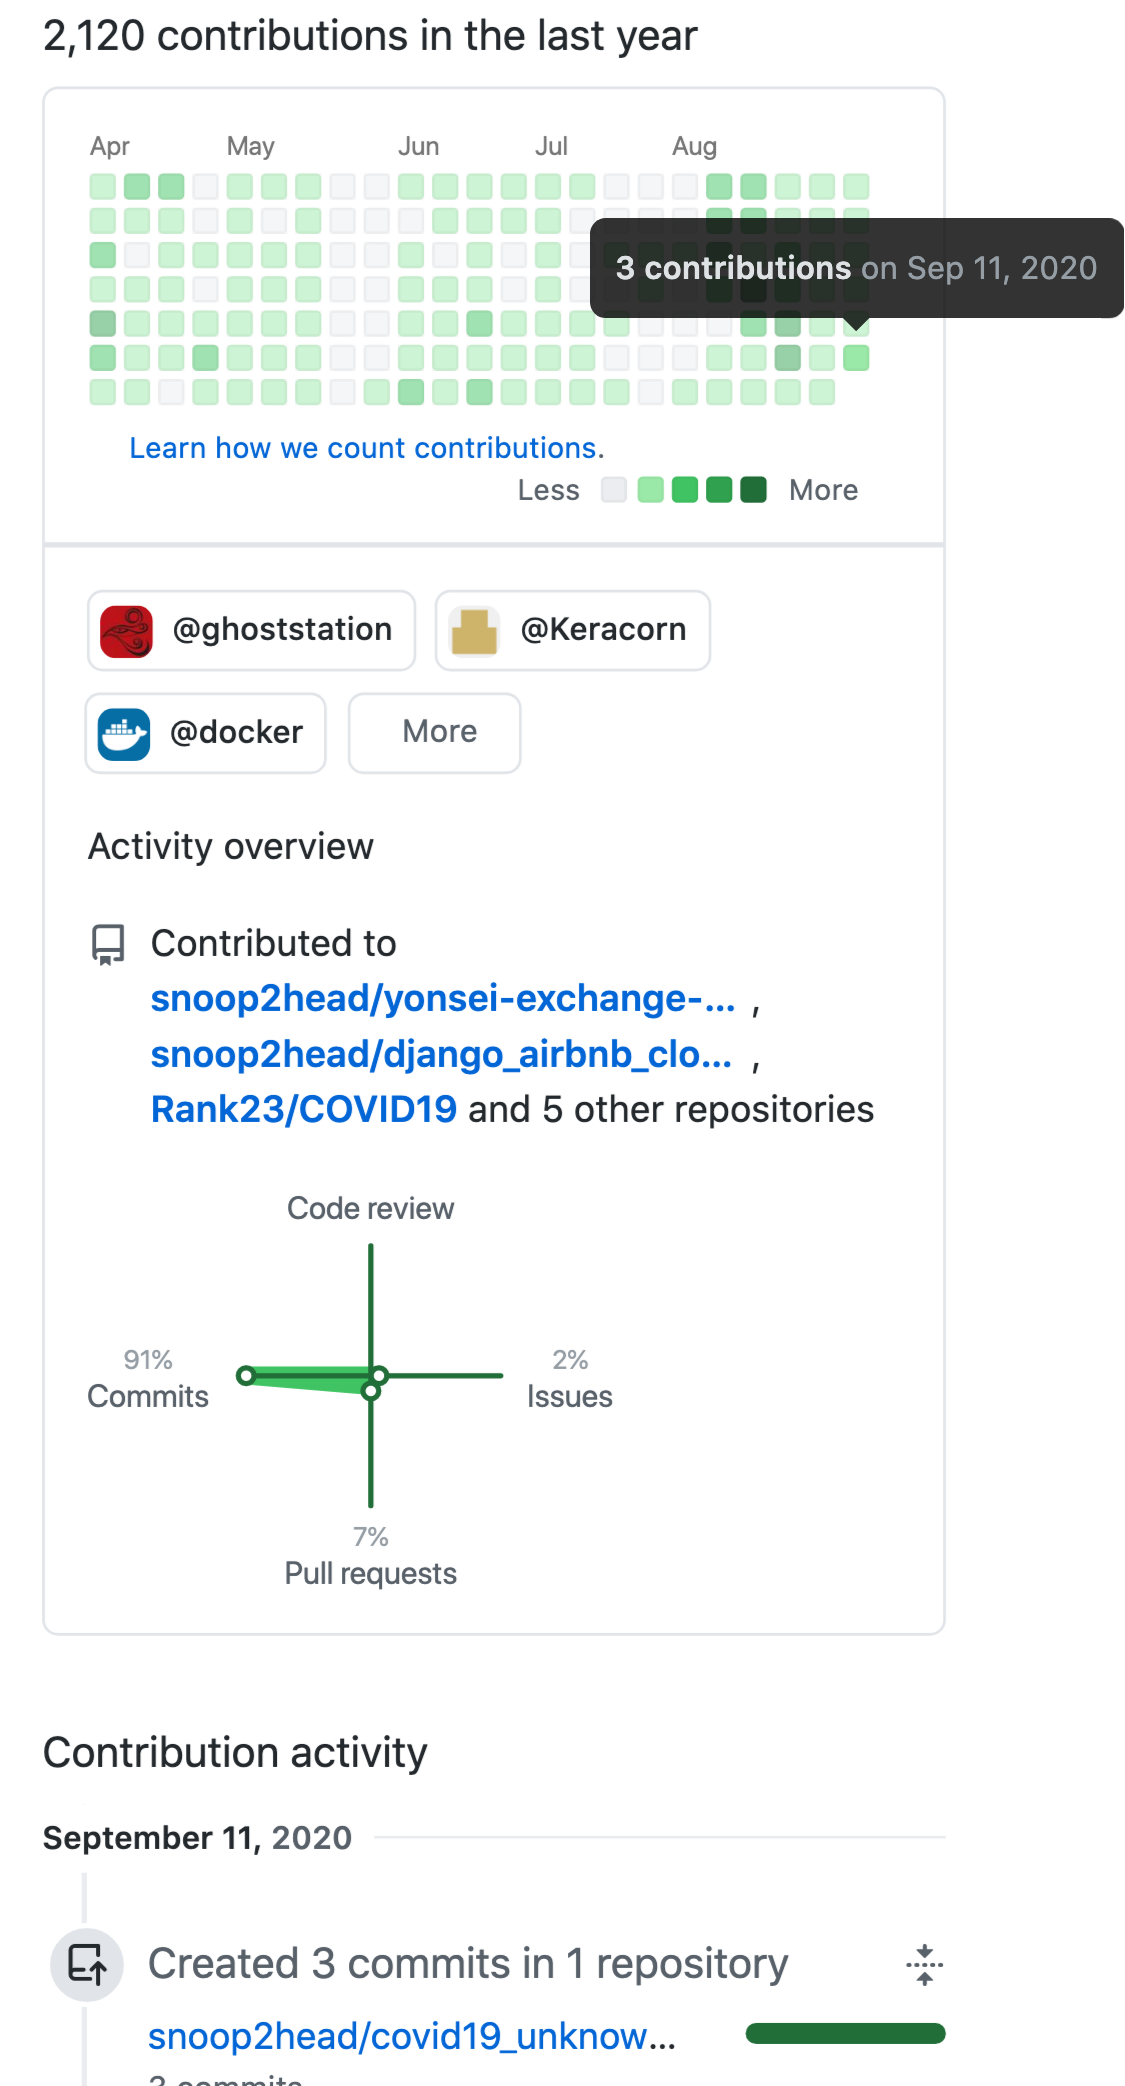 2,120 contributions in the last year
Apr May Jun Jul Aug
3 contributions on Sep 11, 2020
Learn how we count contributions.
Less More
@ghoststation @Keracorn
@docker More
Activity overview
Contributed to
snoop2head/yonsei-exchange-... ,
snoop2head/django_airbnb_clo... ,
Rank23/COVID19 and 5 other repositories
Code review
91%
Commits
2%
Issues
7%
Pull requests
Contribution activity
September 11, 2020
Created 3 commits in 1 repository
snoop2head/covid19_unknow...
3 commits